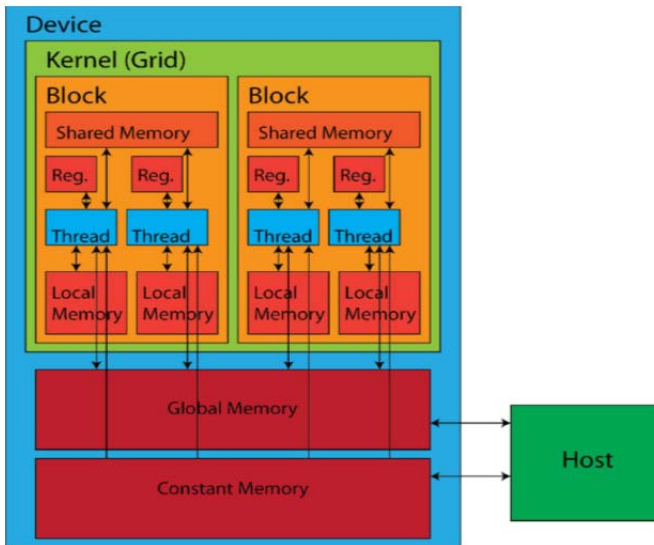 Device
Kernel (Grid)
Block
Block
Shared Memory
Shared Memory
Reg.
Reg.
Reg.
Reg.
Thread
Thread
Thread
Thread
Local
Memory
Local
Memory
Local
Memory
Local
Memory
Global Memory
Constant Memory
Host